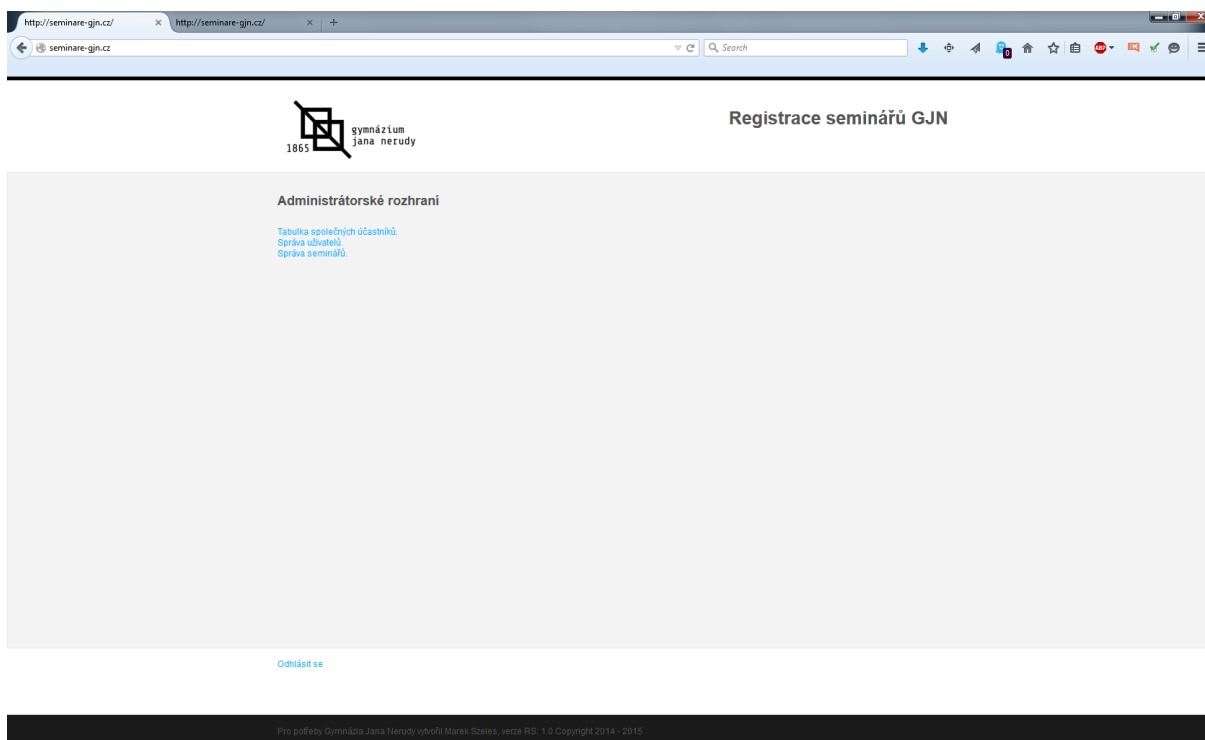 http://seminare-gjn.cz/
http://seminare-gjn.cz/
seminare-gjn.cz
Search
0
ABP
1865
gymnázium
jana nerudy
Registrace seminářů GJN
Administrátorské rozhraní
Tabulka společných účastníků.
Správa uživatelů.
Správa seminářů.
Odhlásit se
Pro potřeby Gymnázia Jana Nerudy vytvořil Marek Szeles, verze RS: 1.0 Copyright 2014 - 2015